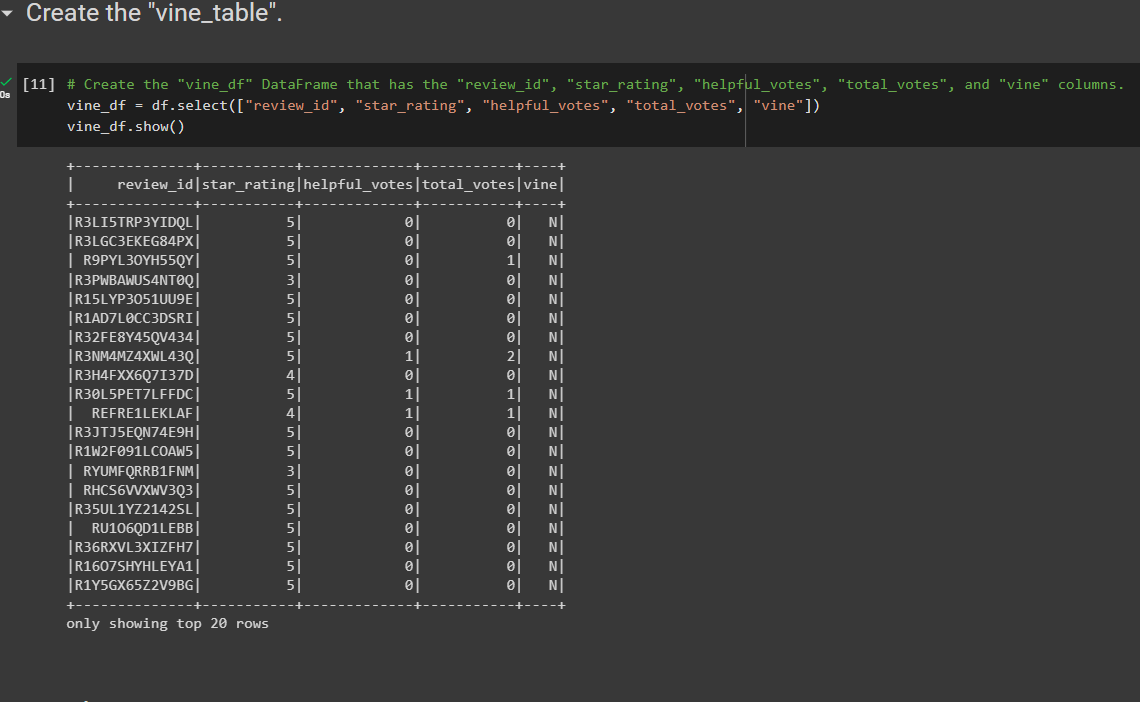 Create the "vine_table".
[11] # Create the "vine_df" DataFrame that has the "review_id", "star_rating", "helpful_votes", "total_votes", and "vine" columns.
0s vine_df = df.select(["review_id", "star_rating", "helpful_votes", "total_votes", "vine"])
vine_df.show()
+--------------+-----------+-------------+-----------+----+
|     review_id|star_rating|helpful_votes|total_votes|vine|
+--------------+-----------+-------------+-----------+----+
|R3LI5TRP3YIDQL|          5|            0|          0|   N|
|R3LGC3EKEG84PX|          5|            0|          0|   N|
| R9PYL3OYH55QY|          5|            0|          1|   N|
|R3PWBAWUS4NT0Q|          3|            0|          0|   N|
|R15LYP3O51UU9E|          5|            0|          0|   N|
|R1AD7L0CC3DSRI|          5|            0|          0|   N|
|R32FE8Y45QV434|          5|            0|          0|   N|
|R3NM4MZ4XWL43Q|          5|            1|          2|   N|
|R3H4FXX6Q7I37D|          4|            0|          0|   N|
|R30L5PET7LFFDC|          5|            1|          1|   N|
|  REFRE1LEKLAF|          4|            1|          1|   N|
|R3JTJ5EQN74E9H|          5|            0|          0|   N|
|R1W2F091LCOAW5|          5|            0|          0|   N|
| RYUMFQRRB1FNM|          3|            0|          0|   N|
| RHCS6VVXWV3Q3|          5|            0|          0|   N|
|R35UL1YZ2142SL|          5|            0|          0|   N|
|  RU1O6QD1LEBB|          5|            0|          0|   N|
|R36RXVL3XIZFH7|          5|            0|          0|   N|
|R16O7SHYHLEYA1|          5|            0|          0|   N|
|R1Y5GX65Z2V9BG|          5|            0|          0|   N|
+--------------+-----------+-------------+-----------+----+
only showing top 20 rows